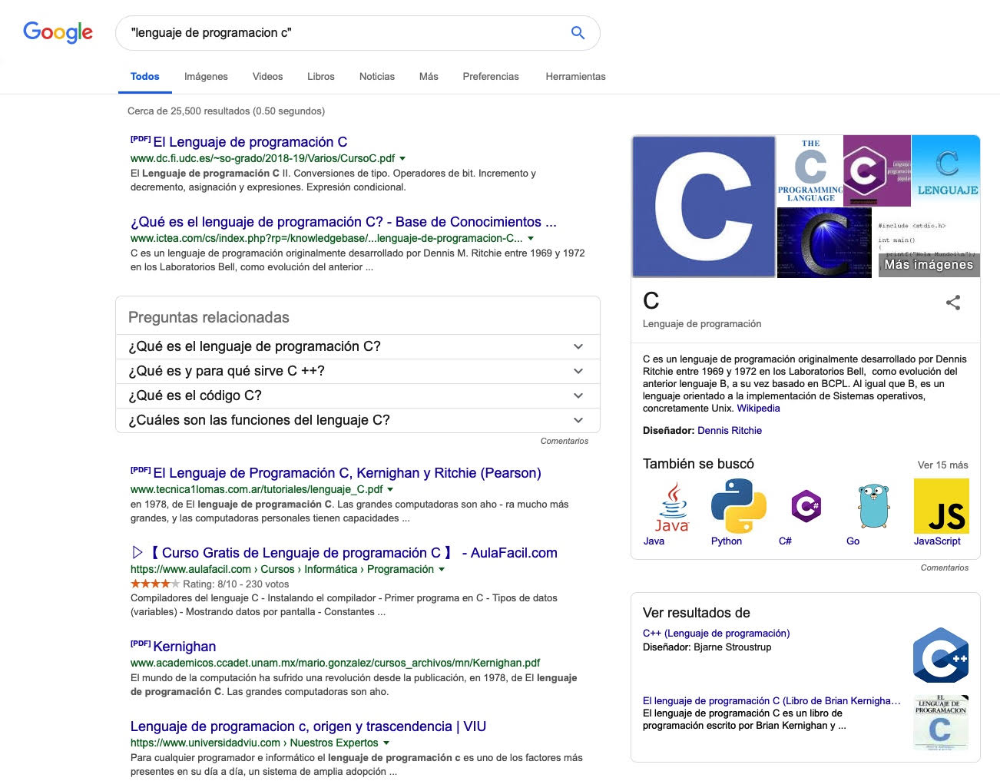 Google
"lenguaje de programacion c"
Todos Imágenes Videos Libros Noticias Más Preferencias Herramientas
Cerca de 25,500 resultados (0.50 segundos)
[PDF] El Lenguaje de programación C
www.dc.fi.udc.es/~so-grado/2018-19/Varios/CursoC.pdf
El Lenguaje de programación C II. Conversiones de tipo. Operadores de bit. Incremento y
decremento, asignación y expresiones. Expresión condicional.
¿Qué es el lenguaje de programación C? - Base de Conocimientos ...
www.ictea.com/cs/index.php?rp=/knowledgebase/...lenguaje-de-programacion-C...
C es un lenguaje de programación originalmente desarrollado por Dennis M. Ritchie entre 1969 y 1972
en los Laboratorios Bell, como evolución del anterior ...
Preguntas relacionadas
¿Qué es el lenguaje de programación C?
¿Qué es y para qué sirve C ++?
¿Qué es el código C?
¿Cuáles son las funciones del lenguaje C?
Comentarios
[PDF] El Lenguaje de Programación C, Kernighan y Ritchie (Pearson)
www.tecnica1lomas.com.ar/tutoriales/lenguaje_C.pdf
en 1978, de El lenguaje de programación C. Las grandes computadoras son aho - ra mucho más
grandes, y las computadoras personales tienen capacidades ...
▷【 Curso Gratis de Lenguaje de programación C 】 - AulaFacil.com
https://www.aulafacil.com › Cursos › Informática › Programación
Rating: 8/10 - 230 votos
Compiladores del lenguaje C - Instalando el compilador - Primer programa en C - Tipos de datos
(variables) - Mostrando datos por pantalla - Constantes ...
[PDF] Kernighan
www.academicos.ccadet.unam.mx/mario.gonzalez/cursos_archivos/mn/Kernighan.pdf
El mundo de la computación ha sufrido una revolución desde la publicación, en 1978, de El lenguaje
de programación C. Las grandes computadoras son aho.
Lenguaje de programacion c, origen y trascendencia | VIU
https://www.universidadviu.com › Nuestros Expertos
Para cualquier programador e informático el lenguaje de programación c es uno de los factores más
presentes en su día a día, un sistema de amplia adopción ...
C
THE
C
PROGRAMMING
LANGUAGE
C
C
LENGUAJE
C
#include <stdio.h>
int main()
{
printf("Hola Mundo!\n");
Más imágenes
C
Lenguaje de programación
C es un lenguaje de programación originalmente desarrollado por Dennis
Ritchie entre 1969 y 1972 en los Laboratorios Bell, como evolución del
anterior lenguaje B, a su vez basado en BCPL. Al igual que B, es un
lenguaje orientado a la implementación de Sistemas operativos,
concretamente Unix. Wikipedia
Diseñador: Dennis Ritchie
También se buscó Ver 15 más
Java
C#
JS
Java Python C# Go JavaScript
Comentarios
Ver resultados de
C++ (Lenguaje de programación)
Diseñador: Bjarne Stroustrup
C++
El lenguaje de programación C (Libro de Brian Kernigha...
El lenguaje de programación C es un libro de
programación escrito por Brian Kernighan y ...
EL
LENGUAJE DE
PROGRAMACION
C